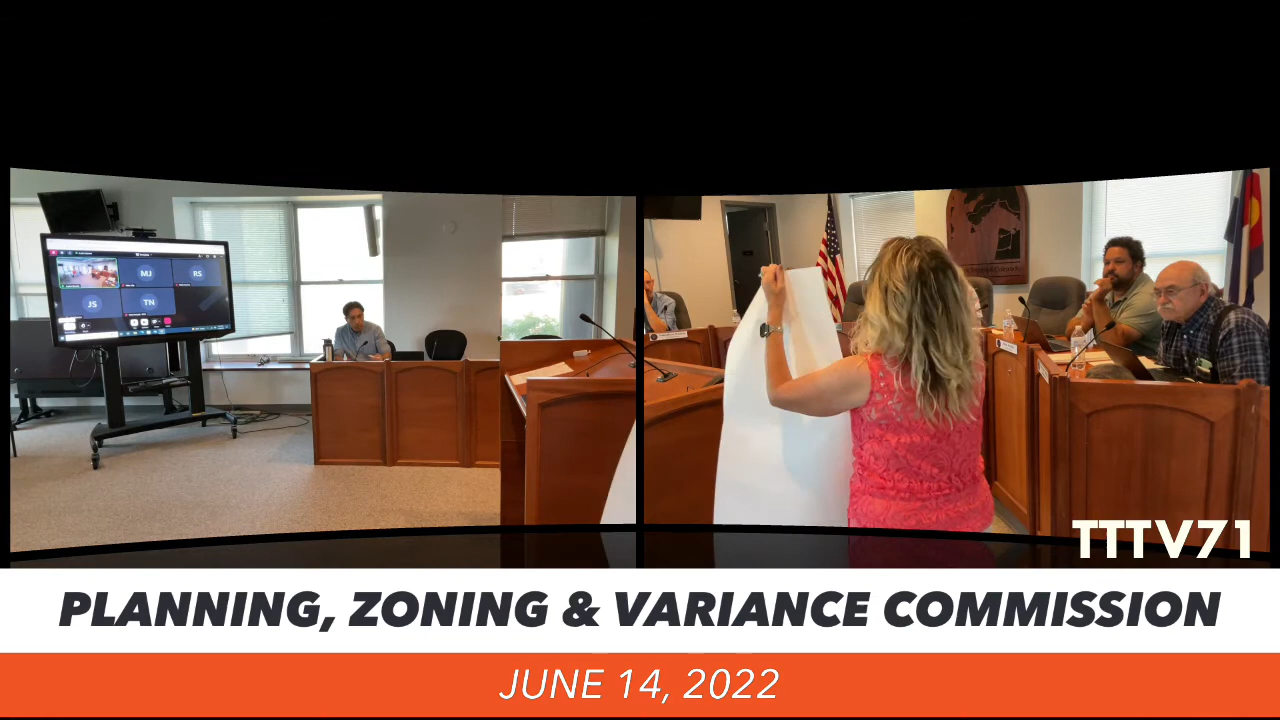 MJ
RS
JS
TN
TTTV71
PLANNING, ZONING & VARIANCE COMMISSION
JUNE 14, 2022